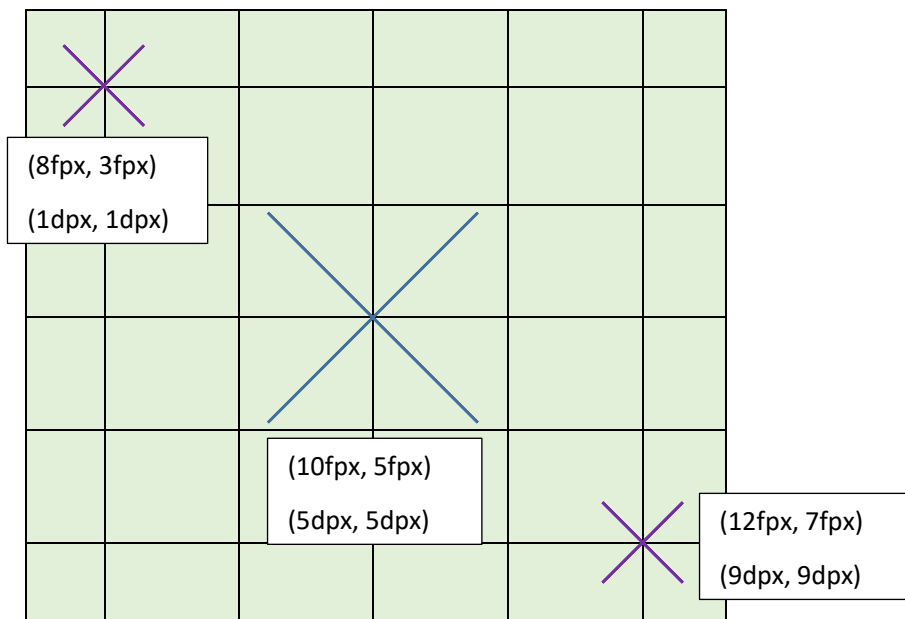 (8fpx, 3fpx)
(1dpx, 1dpx)
(10fpx, 5fpx)
(5dpx, 5dpx)
(12fpx, 7fpx)
(9dpx, 9dpx)